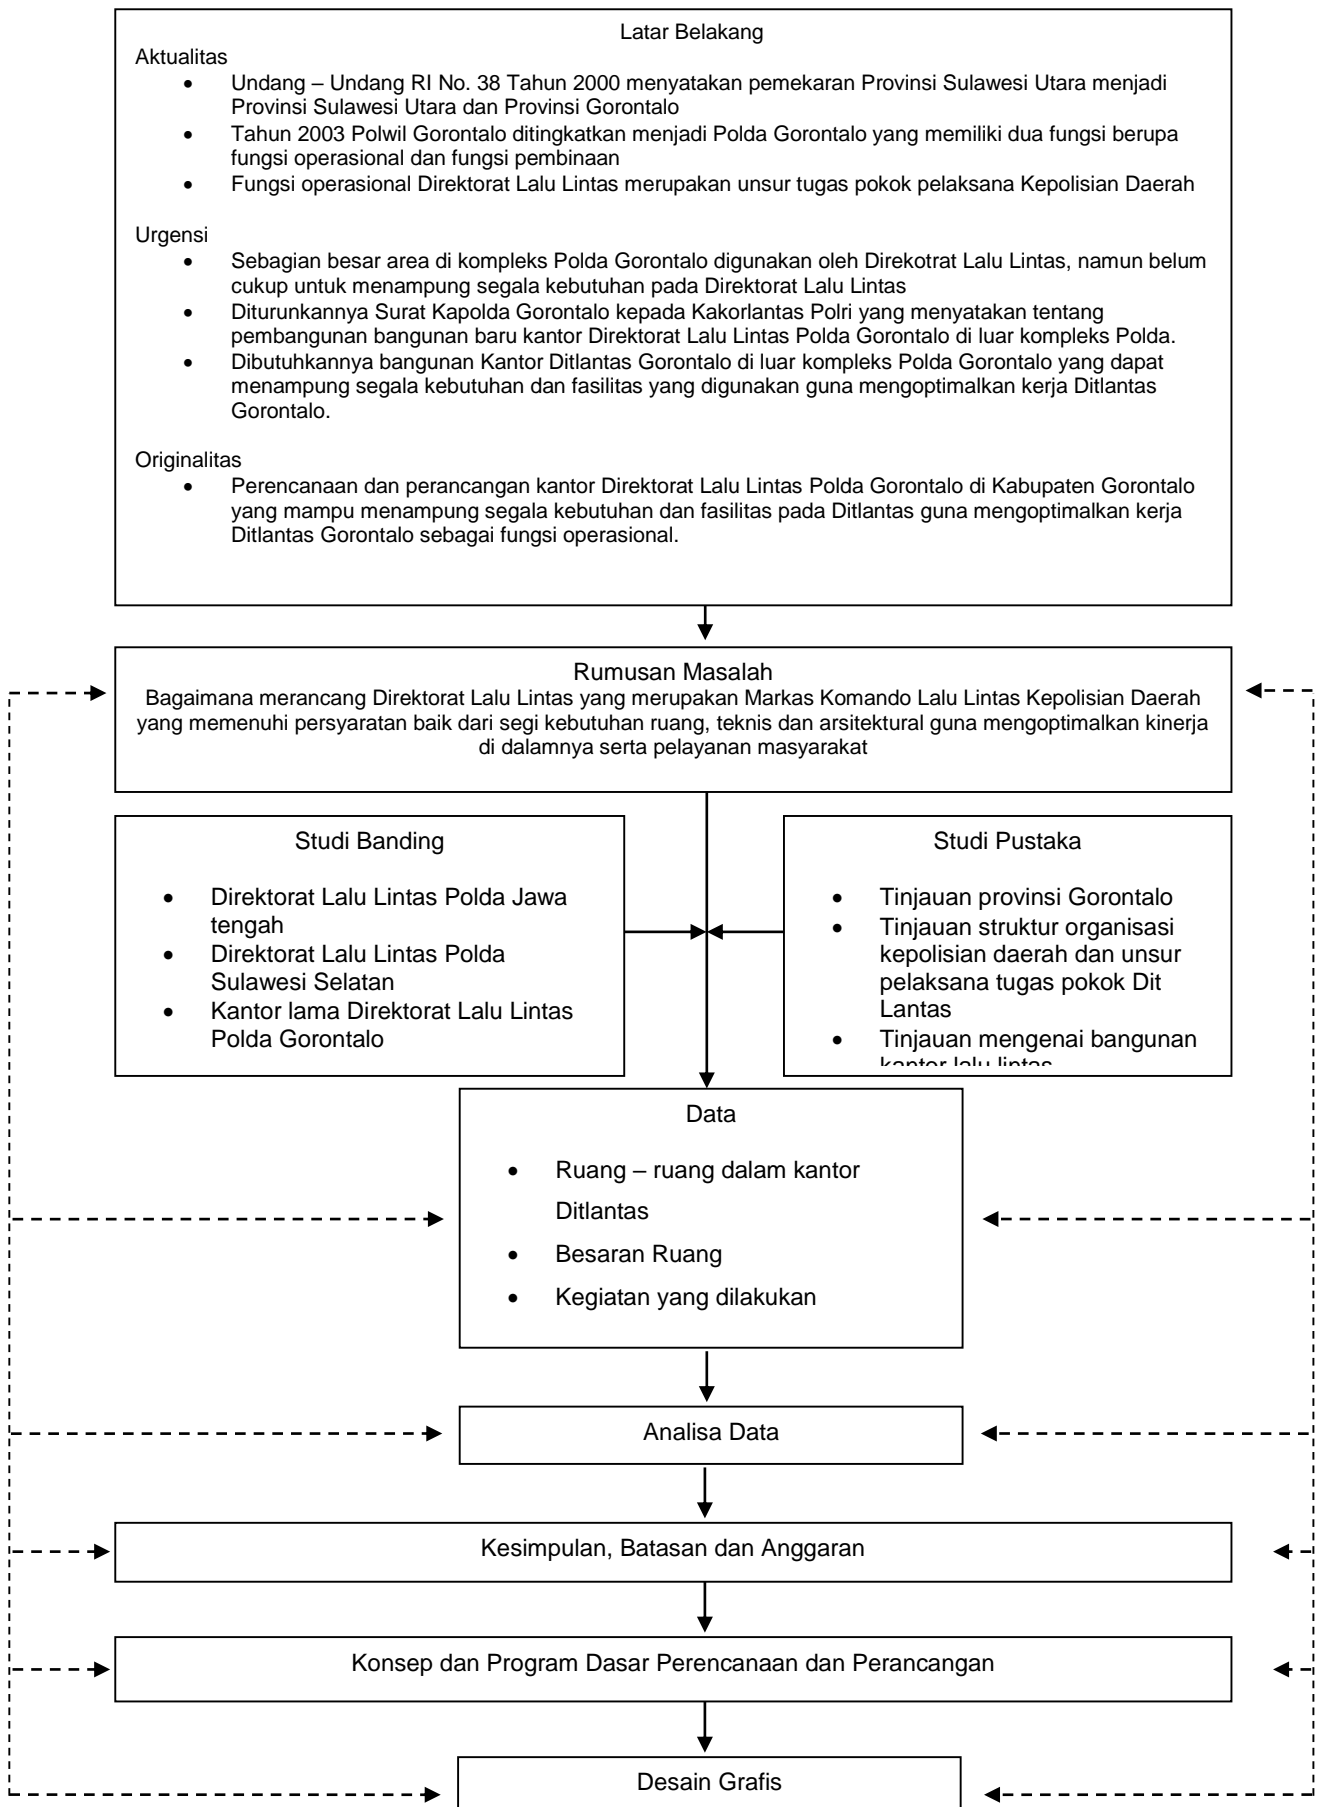 Latar Belakang
Aktualitas
• Undang – Undang RI No. 38 Tahun 2000 menyatakan pemekaran Provinsi Sulawesi Utara menjadi
Provinsi Sulawesi Utara dan Provinsi Gorontalo
• Tahun 2003 Polwil Gorontalo ditingkatkan menjadi Polda Gorontalo yang memiliki dua fungsi berupa
fungsi operasional dan fungsi pembinaan
• Fungsi operasional Direktorat Lalu Lintas merupakan unsur tugas pokok pelaksana Kepolisian Daerah
Urgensi
• Sebagian besar area di kompleks Polda Gorontalo digunakan oleh Direkotrat Lalu Lintas, namun belum
cukup untuk menampung segala kebutuhan pada Direktorat Lalu Lintas
• Diturunkannya Surat Kapolda Gorontalo kepada Kakorlantas Polri yang menyatakan tentang
pembangunan bangunan baru kantor Direktorat Lalu Lintas Polda Gorontalo di luar kompleks Polda.
• Dibutuhkannya bangunan Kantor Ditlantas Gorontalo di luar kompleks Polda Gorontalo yang dapat
menampung segala kebutuhan dan fasilitas yang digunakan guna mengoptimalkan kerja Ditlantas
Gorontalo.
Originalitas
• Perencanaan dan perancangan kantor Direktorat Lalu Lintas Polda Gorontalo di Kabupaten Gorontalo
yang mampu menampung segala kebutuhan dan fasilitas pada Ditlantas guna mengoptimalkan kerja
Ditlantas Gorontalo sebagai fungsi operasional.
Rumusan Masalah
Bagaimana merancang Direktorat Lalu Lintas yang merupakan Markas Komando Lalu Lintas Kepolisian Daerah
yang memenuhi persyaratan baik dari segi kebutuhan ruang, teknis dan arsitektural guna mengoptimalkan kinerja
di dalamnya serta pelayanan masyarakat
Studi Banding
• Direktorat Lalu Lintas Polda Jawa
tengah
• Direktorat Lalu Lintas Polda
Sulawesi Selatan
• Kantor lama Direktorat Lalu Lintas
Polda Gorontalo
Studi Pustaka
• Tinjauan provinsi Gorontalo
• Tinjauan struktur organisasi
kepolisian daerah dan unsur
pelaksana tugas pokok Dit
Lantas
• Tinjauan mengenai bangunan
kantor lalu lintas
Data
• Ruang – ruang dalam kantor
Ditlantas
• Besaran Ruang
• Kegiatan yang dilakukan
Analisa Data
Kesimpulan, Batasan dan Anggaran
Konsep dan Program Dasar Perencanaan dan Perancangan
Desain Grafis